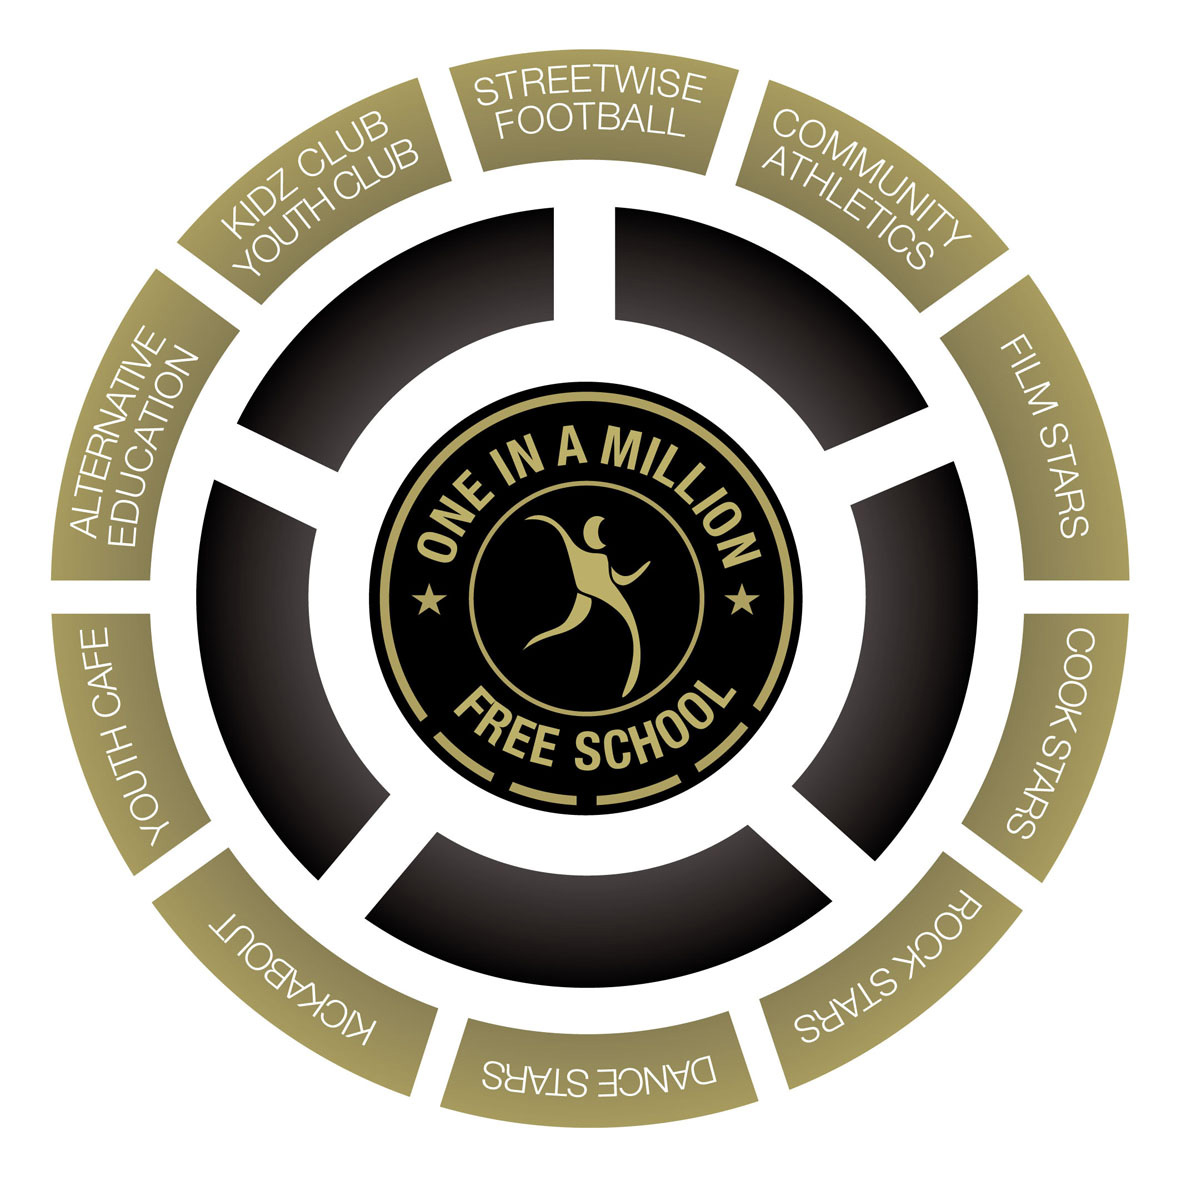 STREETWISE
FOOTBALL
COMMUNITY
ATHLETICS
FILM STARS
COOK STARS
ROCK STARS
DANCE STARS
KICKABOUT
YOUTH CAFE
ALTERNATIVE
EDUCATION
KIDZ CLUB
YOUTH CLUB
ONE IN A MILLION
FREE SCHOOL